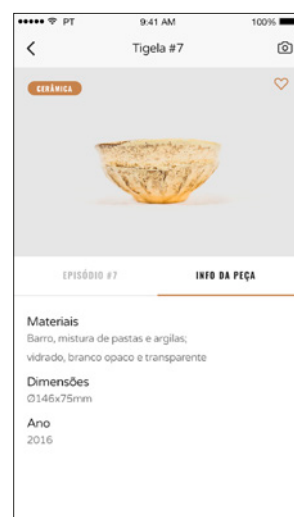 PT 9:41 AM 100%
Tigela #7
CERÂMICA
EPISÓDIO #7 INFO DA PEÇA
Materiais
Barro, mistura de pastas e argilas;
vidrado, branco opaco e transparente
Dimensões
Ø146x75mm
Ano
2016